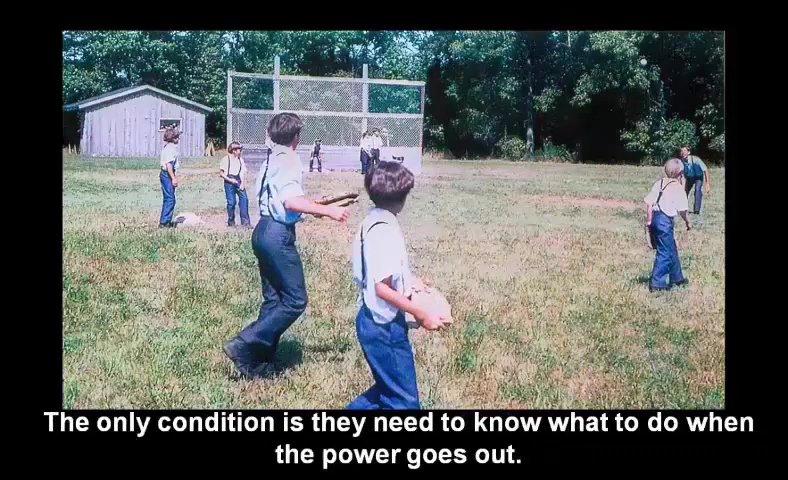 The only condition is they need to know what to do when
the power goes out.